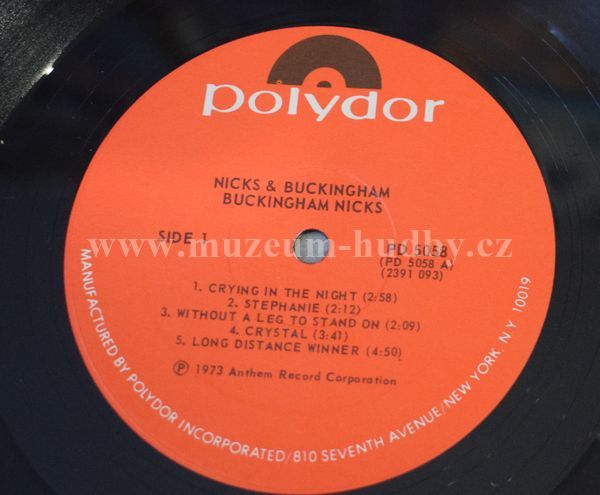 polydor
NICKS & BUCKINGHAM
BUCKINGHAM NICKS
SIDE 1
PD 5058
(PD 5058 A)
(2391 093)
www.muzeum-hudby.cz
1. CRYING IN THE NIGHT (2:58)
2. STEPHANIE (2:12)
3. WITHOUT A LEG TO STAND ON (2:09)
4. CRYSTAL (3:41)
5. LONG DISTANCE WINNER (4:50)
Ⓟ 1973 Anthem Record Corporation
MANUFACTURED BY POLYDOR INCORPORATED/810 SEVENTH AVENUE/NEW YORK, N.Y. 10019